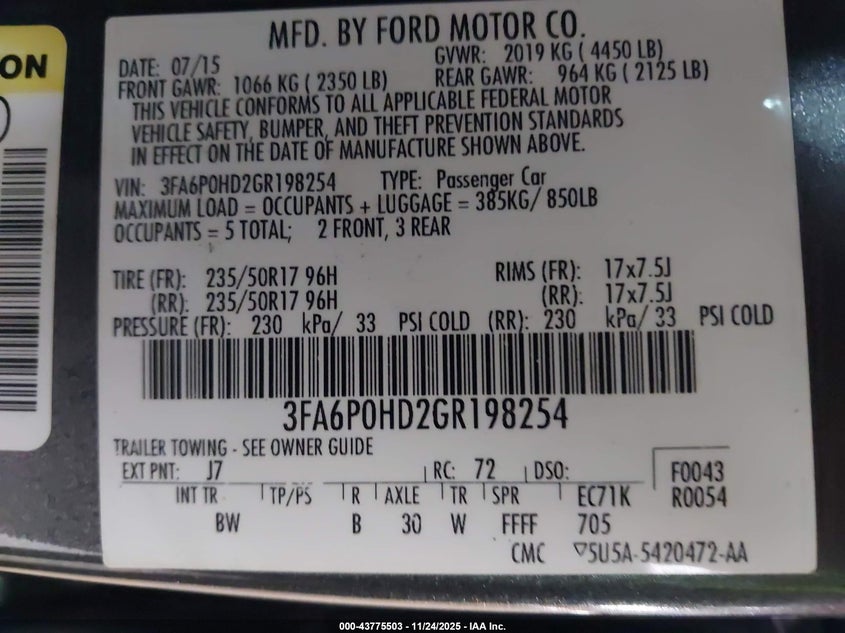 MFD. BY FORD MOTOR CO.
DATE: 07/15 GVWR: 2019 KG ( 4450 LB)
FRONT GAWR: 1066 KG ( 2350 LB) REAR GAWR: 964 KG ( 2125 LB)
THIS VEHICLE CONFORMS TO ALL APPLICABLE FEDERAL MOTOR
VEHICLE SAFETY, BUMPER, AND THEFT PREVENTION STANDARDS
IN EFFECT ON THE DATE OF MANUFACTURE SHOWN ABOVE.
VIN: 3FA6P0HD2GR198254 TYPE: Passenger Car
MAXIMUM LOAD = OCCUPANTS + LUGGAGE = 385KG/ 850LB
OCCUPANTS = 5 TOTAL; 2 FRONT, 3 REAR
TIRE (FR): 235/50R17 96H RIMS (FR): 17x7.5J
(RR): 235/50R17 96H (RR): 17x7.5J
PRESSURE (FR): 230 kPa/ 33 PSI COLD (RR): 230 kPa/ 33 PSI COLD
3FA6P0HD2GR198254
TRAILER TOWING - SEE OWNER GUIDE
EXT PNT: J7 RC: 72 DSO: F0043
INT TR TP/PS R AXLE TR SPR EC71K R0054
BW B 30 W FFFF 705
CMC ▽5U5A-5420472-AA
ON
000-43775503 - 11/24/2025 - IAA Inc.